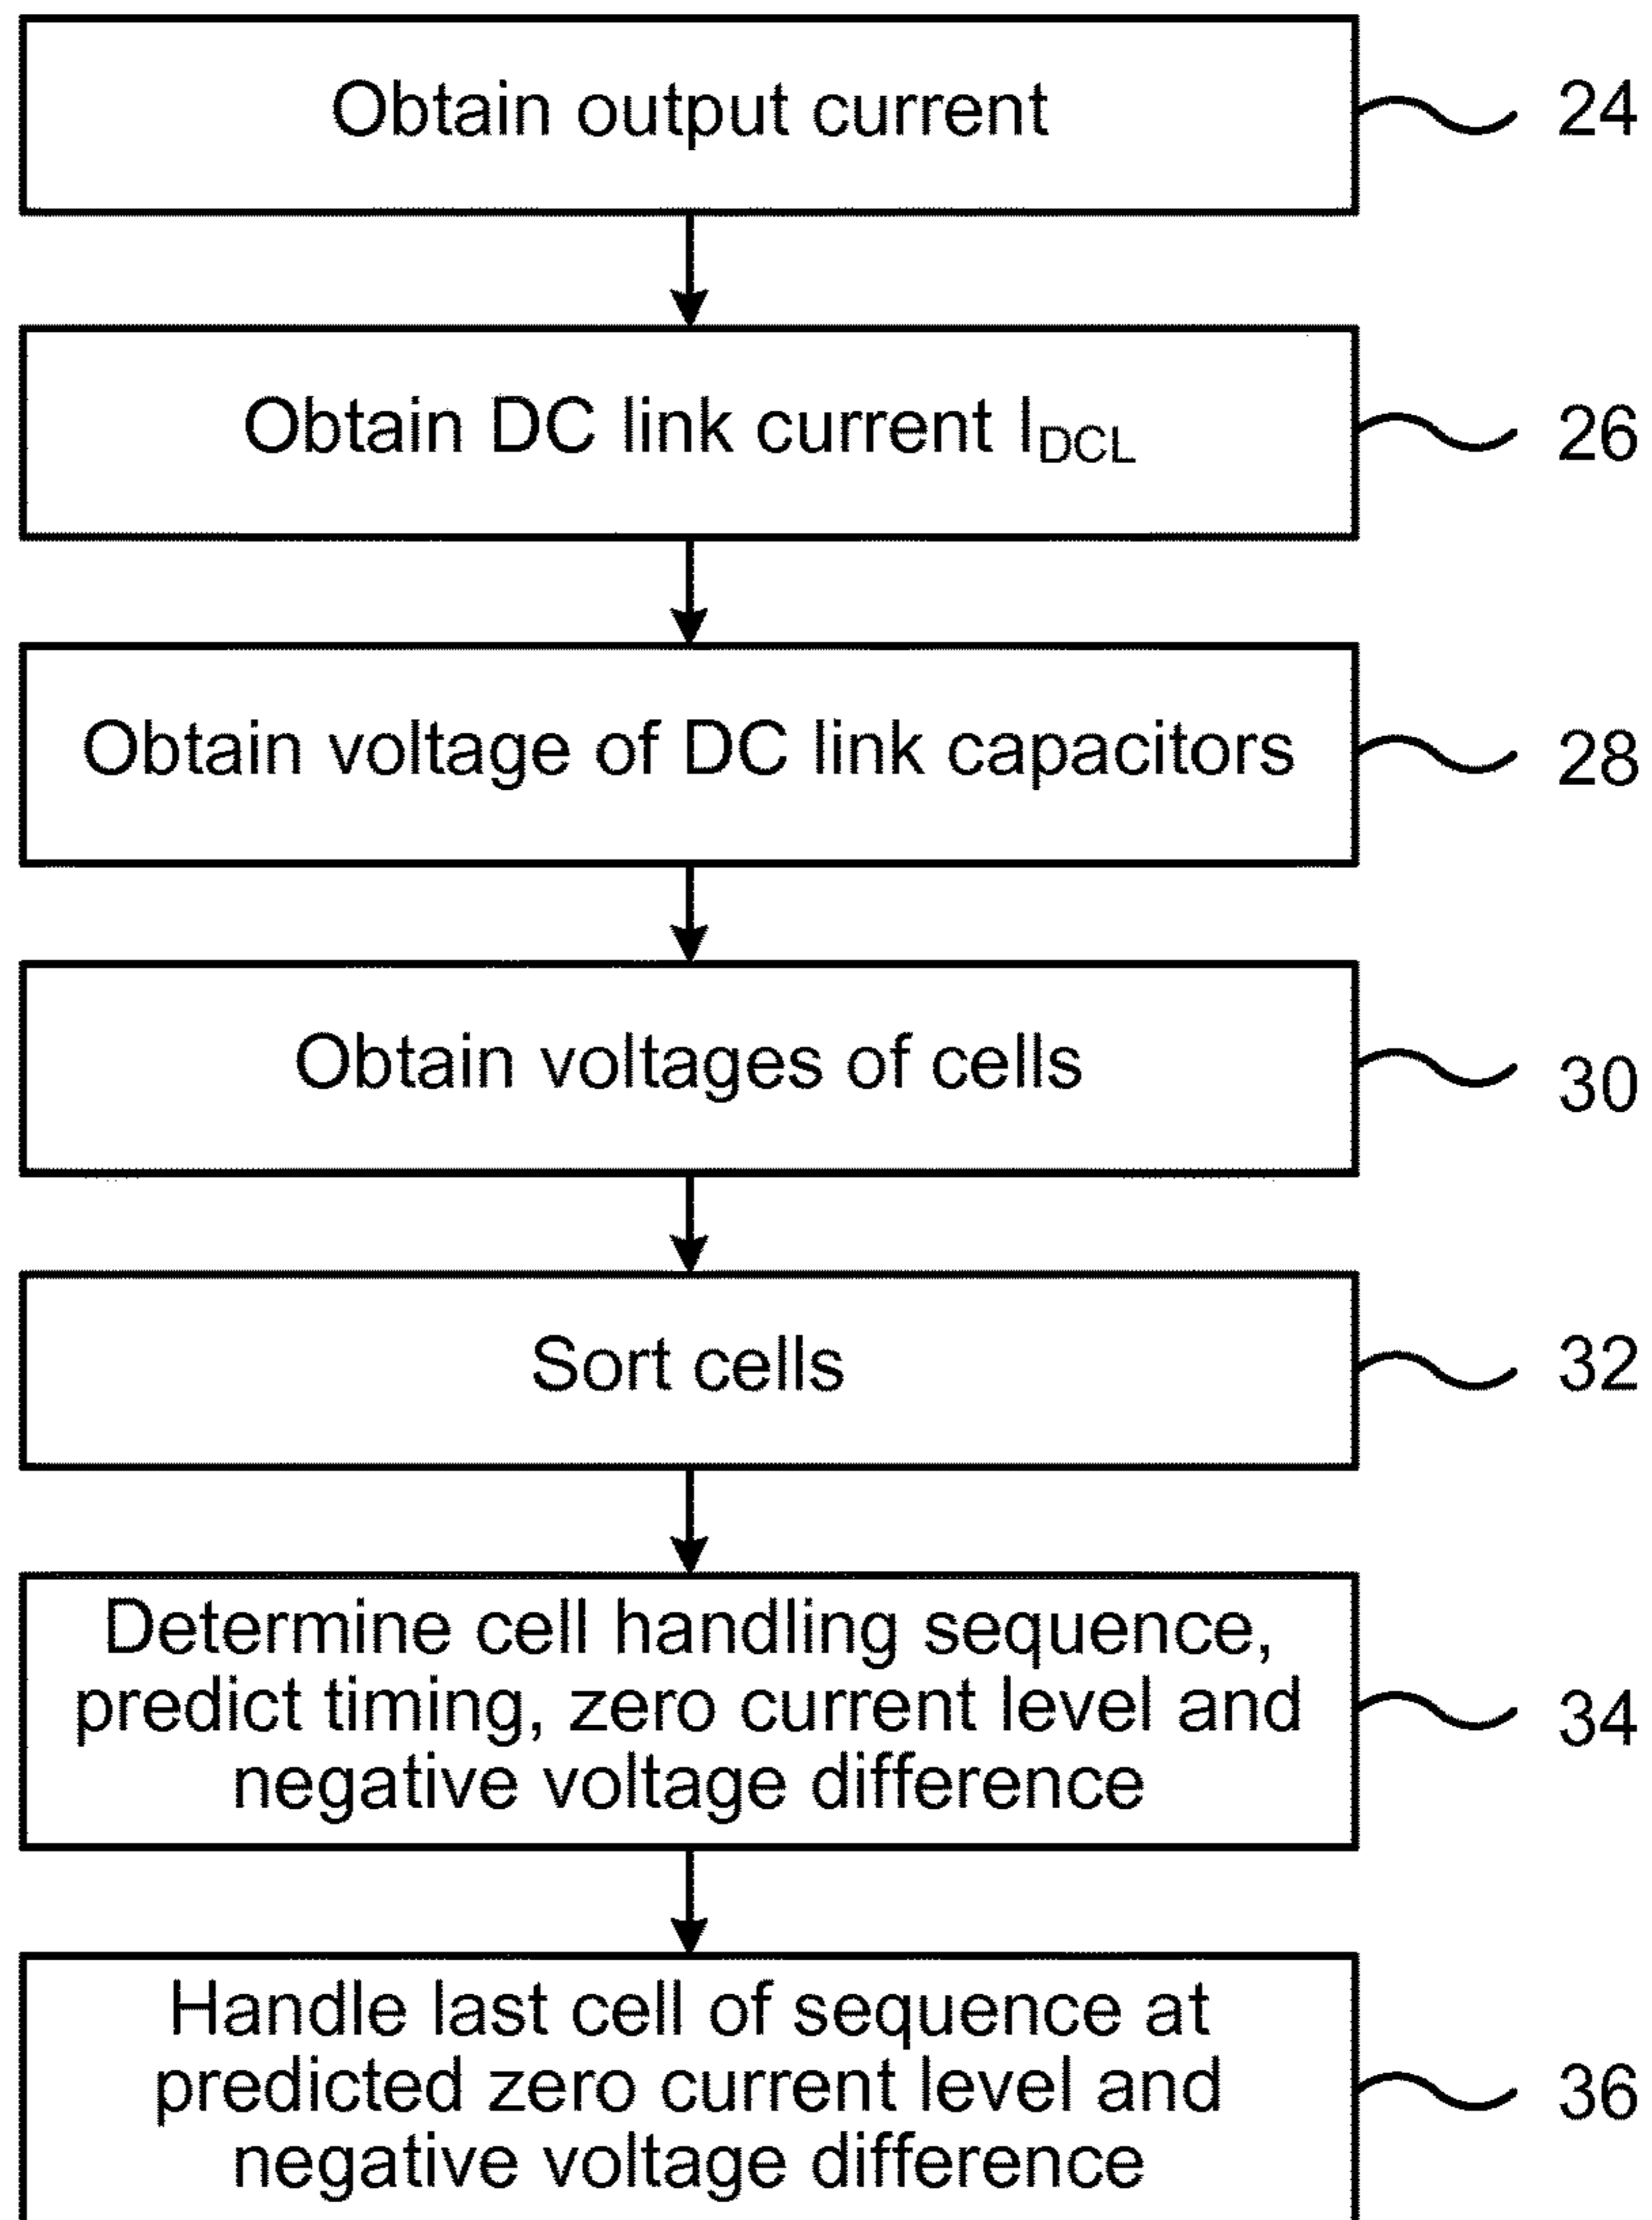 Obtain output current
24
Obtain DC link current I_DCL
26
Obtain voltage of DC link capacitors
28
Obtain voltages of cells
30
Sort cells
32
Determine cell handling sequence,
predict timing, zero current level and
negative voltage difference
34
Handle last cell of sequence at
predicted zero current level and
negative voltage difference
36